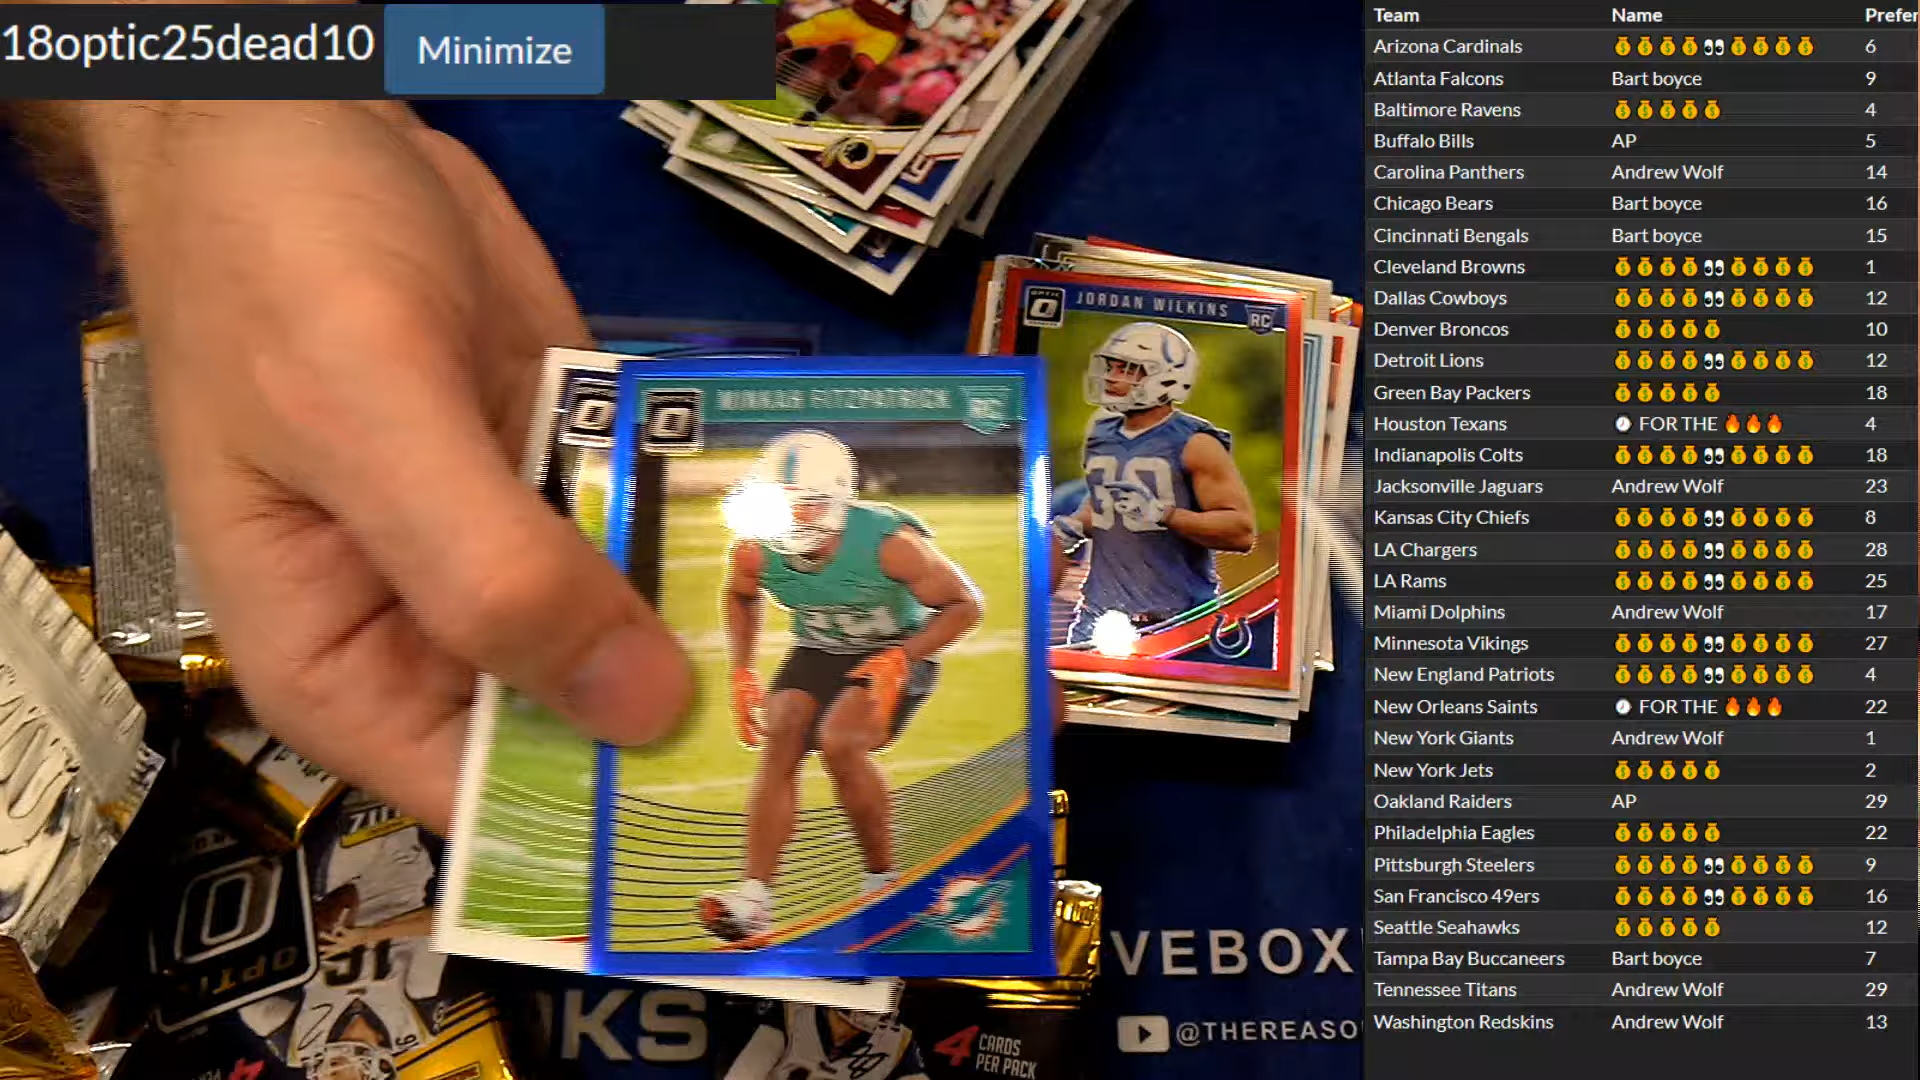 18optic25dead10 Minimize
JORDAN WILKINS
RC
OPTIC
MINKAH FITZPATRICK
RC
30
VEBOX
KS
@THEREASO
4 CARDS
PER PACK
OPTIC
Team Name Prefer
Arizona Cardinals 💰💰💰💰👀💰💰💰💰 6
Atlanta Falcons Bart boyce 9
Baltimore Ravens 💰💰💰💰💰 4
Buffalo Bills AP 5
Carolina Panthers Andrew Wolf 14
Chicago Bears Bart boyce 16
Cincinnati Bengals Bart boyce 15
Cleveland Browns 💰💰💰💰👀💰💰💰💰 1
Dallas Cowboys 💰💰💰💰👀💰💰💰💰 12
Denver Broncos 💰💰💰💰💰 10
Detroit Lions 💰💰💰💰👀💰💰💰💰 12
Green Bay Packers 💰💰💰💰💰 18
Houston Texans 🕗 FOR THE 🔥🔥🔥 4
Indianapolis Colts 💰💰💰💰👀💰💰💰💰 18
Jacksonville Jaguars Andrew Wolf 23
Kansas City Chiefs 💰💰💰💰👀💰💰💰💰 8
LA Chargers 💰💰💰💰👀💰💰💰💰 28
LA Rams 💰💰💰💰👀💰💰💰💰 25
Miami Dolphins Andrew Wolf 17
Minnesota Vikings 💰💰💰💰👀💰💰💰💰 27
New England Patriots 💰💰💰💰👀💰💰💰💰 4
New Orleans Saints 🕗 FOR THE 🔥🔥🔥 22
New York Giants Andrew Wolf 1
New York Jets 💰💰💰💰💰 2
Oakland Raiders AP 29
Philadelphia Eagles 💰💰💰💰💰 22
Pittsburgh Steelers 💰💰💰💰👀💰💰💰💰 9
San Francisco 49ers 💰💰💰💰👀💰💰💰💰 16
Seattle Seahawks 💰💰💰💰💰 12
Tampa Bay Buccaneers Bart boyce 7
Tennessee Titans Andrew Wolf 29
Washington Redskins Andrew Wolf 13